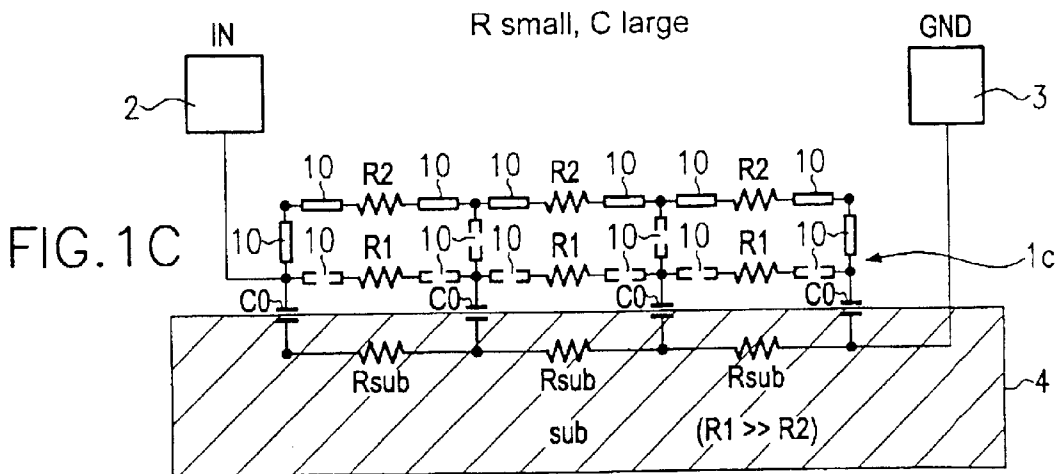 R small, C large
IN
GND
2
3
10 R2 10 10 R2 10 10 R2 10
FIG. 1C
10 10 R1 10 10 10 R1 10 10 10 R1 10 10
1c
C0 C0 C0 C0
Rsub Rsub Rsub
4
sub (R1 >> R2)